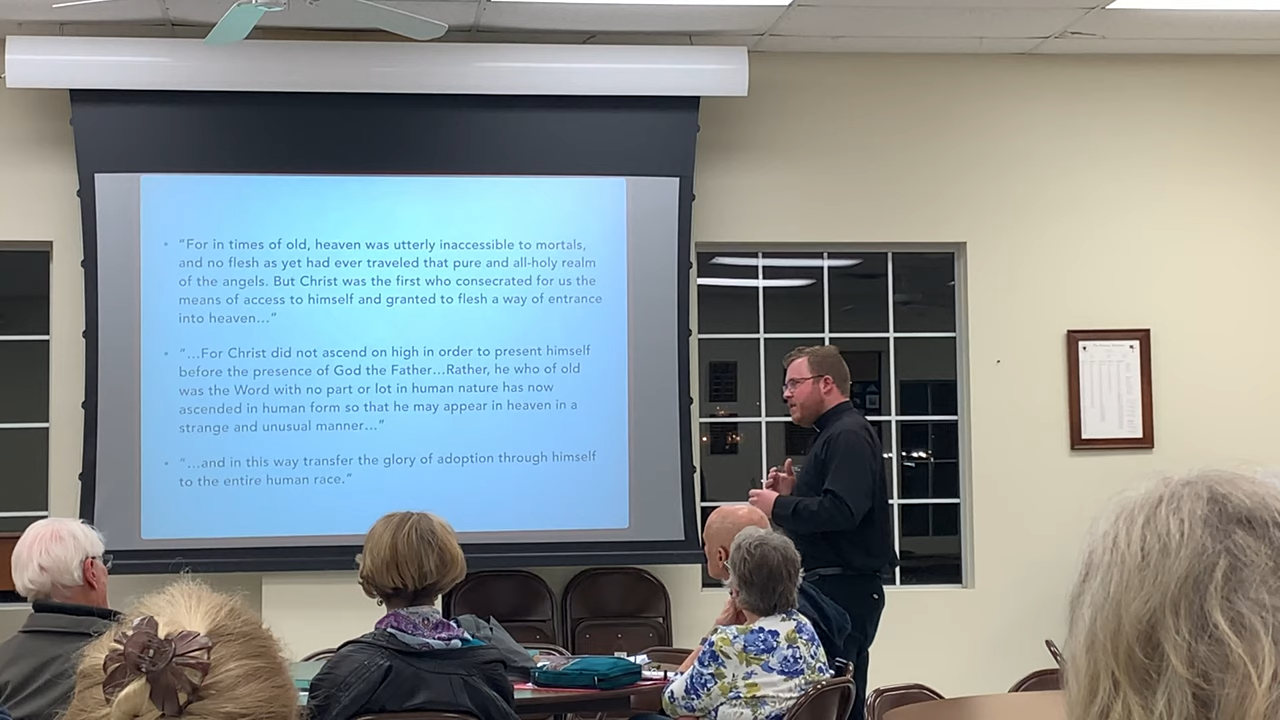 • “For in times of old, heaven was utterly inaccessible to mortals,
and no flesh as yet had ever traveled that pure and all-holy realm
of the angels. But Christ was the first who consecrated for us the
means of access to himself and granted to flesh a way of entrance
into heaven…”
• “…For Christ did not ascend on high in order to present himself
before the presence of God the Father…Rather, he who of old
was the Word with no part or lot in human nature has now
ascended in human form so that he may appear in heaven in a
strange and unusual manner…”
• “…and in this way transfer the glory of adoption through himself
to the entire human race.”